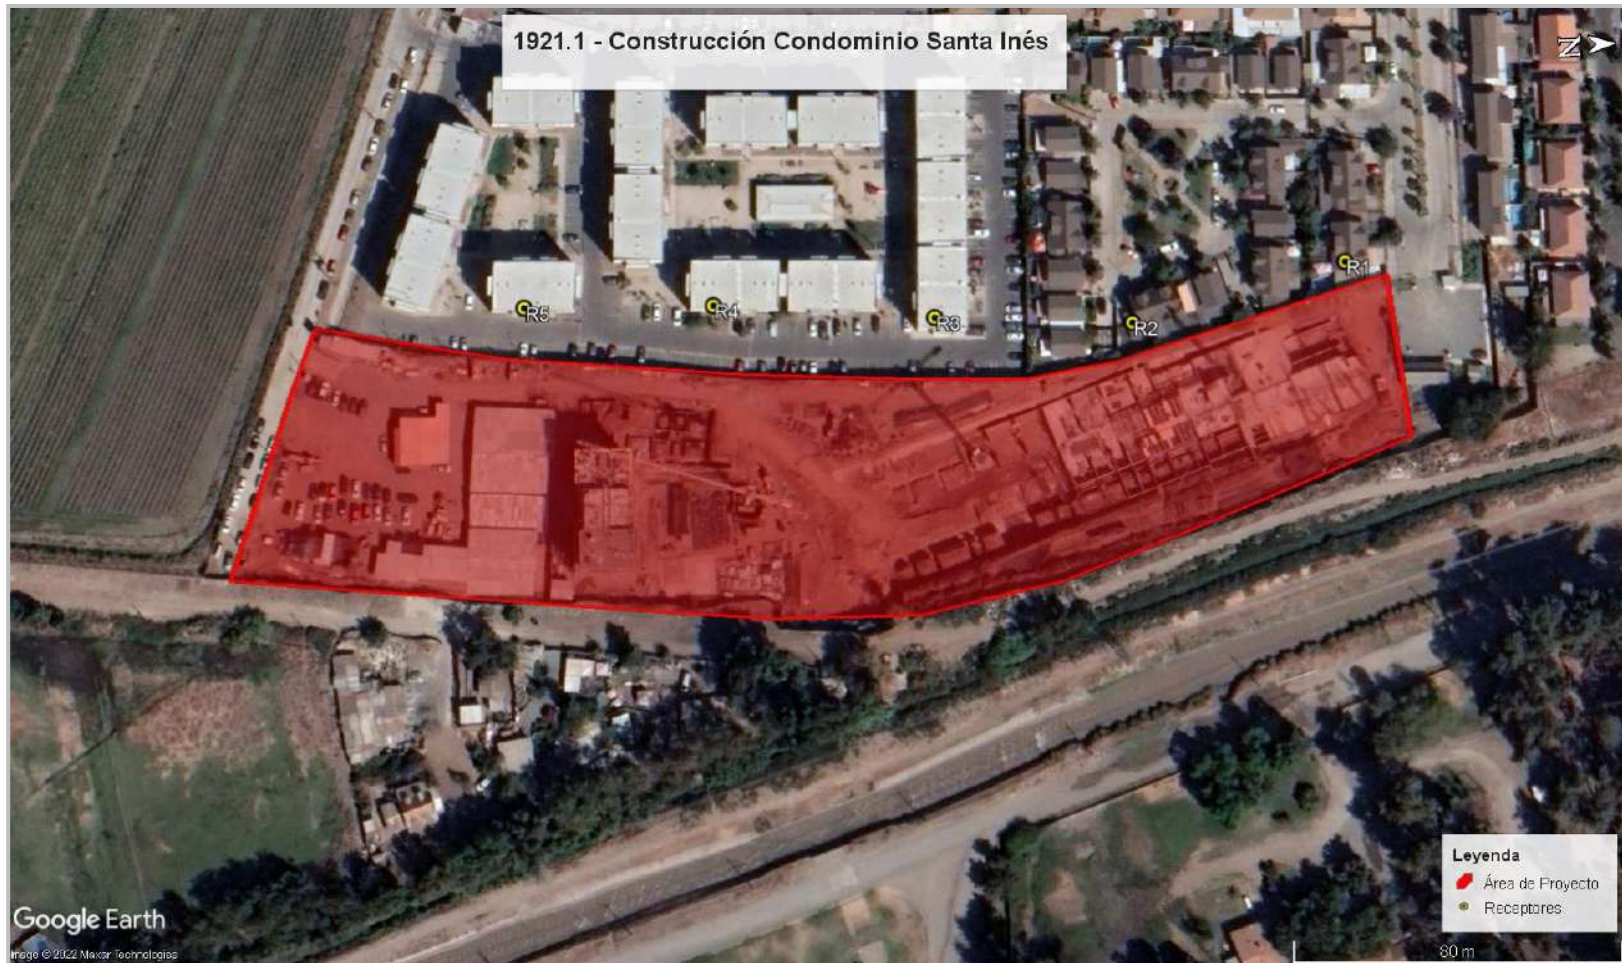 1921.1 - Construcción Condominio Santa Inés
N
R1
R5
R4
R3
R2
Leyenda
Área de Proyecto
Receptores
Google Earth
Image © 2022 Maxar Technologies
80 m